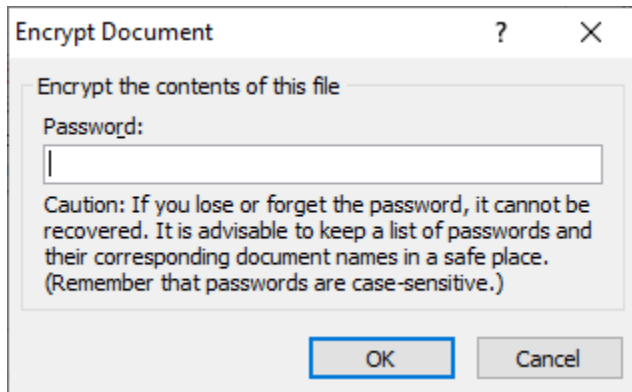 Encrypt Document ? ×
Encrypt the contents of this file
Password:
Caution: If you lose or forget the password, it cannot be
recovered. It is advisable to keep a list of passwords and
their corresponding document names in a safe place.
(Remember that passwords are case-sensitive.)
OK Cancel